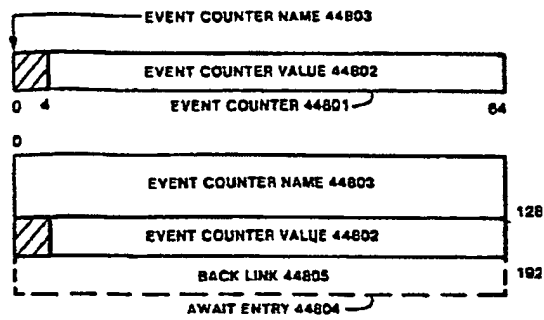 EVENT COUNTER NAME 44803
EVENT COUNTER VALUE 44802
0 4 EVENT COUNTER 44801 64
0
EVENT COUNTER NAME 44803
128
EVENT COUNTER VALUE 44802
BACK LINK 44805 192
AWAIT ENTRY 44804